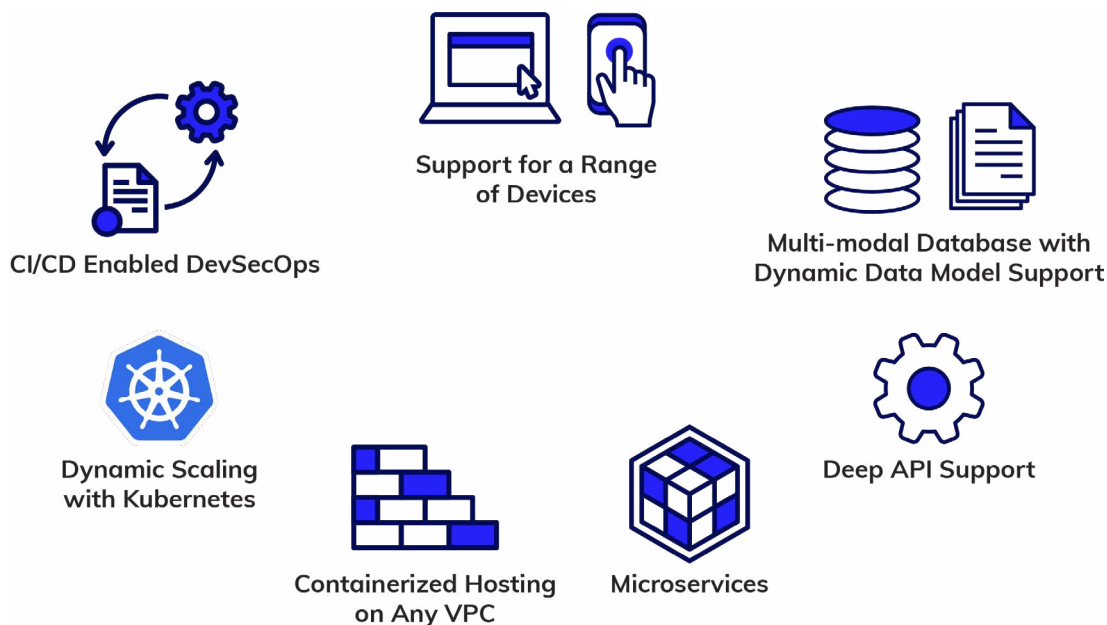 Support for a Range
of Devices
CI/CD Enabled DevSecOps
Multi-modal Database with
Dynamic Data Model Support
Dynamic Scaling
with Kubernetes
Deep API Support
Containerized Hosting
on Any VPC
Microservices